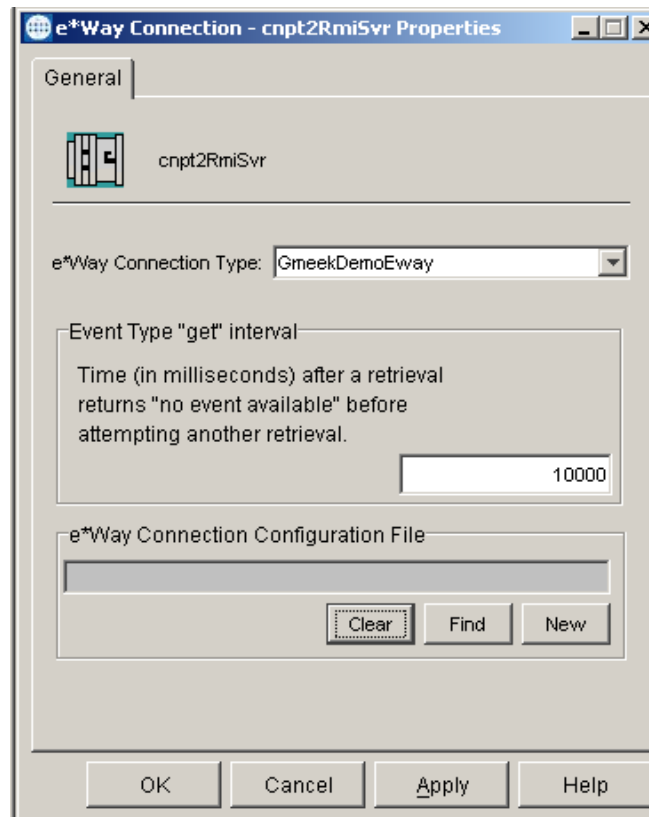 e*Way Connection - cnpt2RmiSvr Properties
General
cnpt2RmiSvr
e*Way Connection Type: GmeekDemoEway
Event Type "get" interval
Time (in milliseconds) after a retrieval
returns "no event available" before
attempting another retrieval.
10000
e*Way Connection Configuration File
Clear Find New
OK Cancel Apply Help